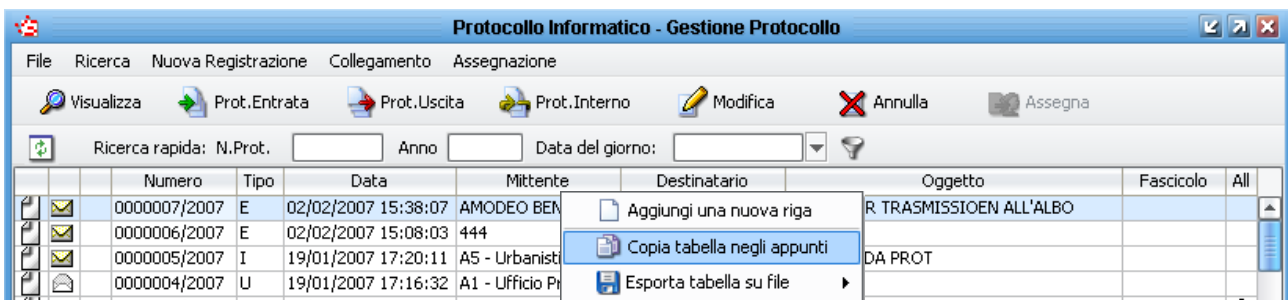 Protocollo Informatico - Gestione Protocollo
File Ricerca Nuova Registrazione Collegamento Assegnazione
Visualizza Prot.Entrata Prot.Uscita Prot.Interno Modifica Annulla Assegna
Ricerca rapida: N.Prot. Anno Data del giorno:
Numero Tipo Data Mittente Destinatario Oggetto Fascicolo All
0000007/2007 E 02/02/2007 15:38:07 AMODEO BEN Aggiungi una nuova riga R TRASMISSIOEN ALL'ALBO
0000006/2007 E 02/02/2007 15:08:03 444
Copia tabella negli appunti
0000005/2007 I 19/01/2007 17:20:11 A5 - Urbanisti DA PROT
0000004/2007 U 19/01/2007 17:16:32 A1 - Ufficio Pr Esporta tabella su file